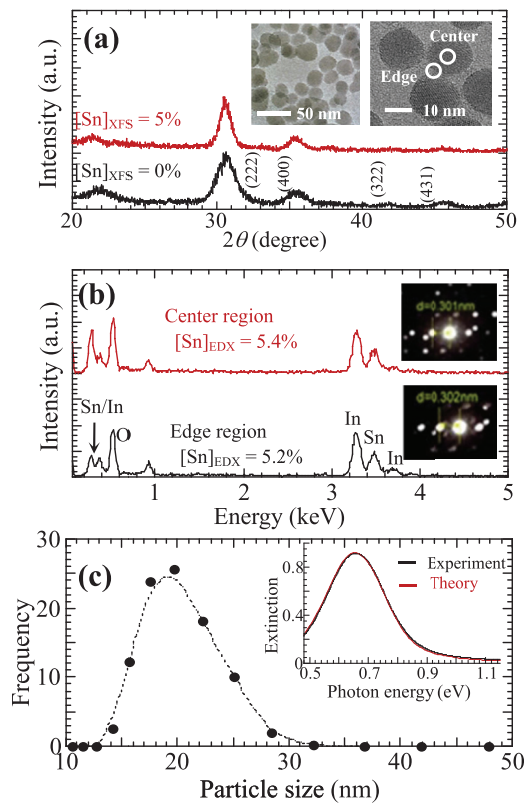 (a)
Center
Edge
50 nm
10 nm
Intensity (a.u.)
[Sn]XFS = 5%
[Sn]XFS = 0%
(222)
(400)
(322)
(431)
20 30 40 50
2θ (degree)
(b)
Intensity (a.u.)
Center region
[Sn]EDX = 5.4%
d=0.301nm
Sn/In
O
Edge region
[Sn]EDX = 5.2%
In
Sn
In
d=0.302nm
1 2 3 4 5
Energy (keV)
(c)
Frequency
30
20
10
0
10 20 30 40 50
Particle size (nm)
Extinction
0.8
0.4
0
Experiment
Theory
0.5 0.7 0.9 1.1
Photon energy (eV)